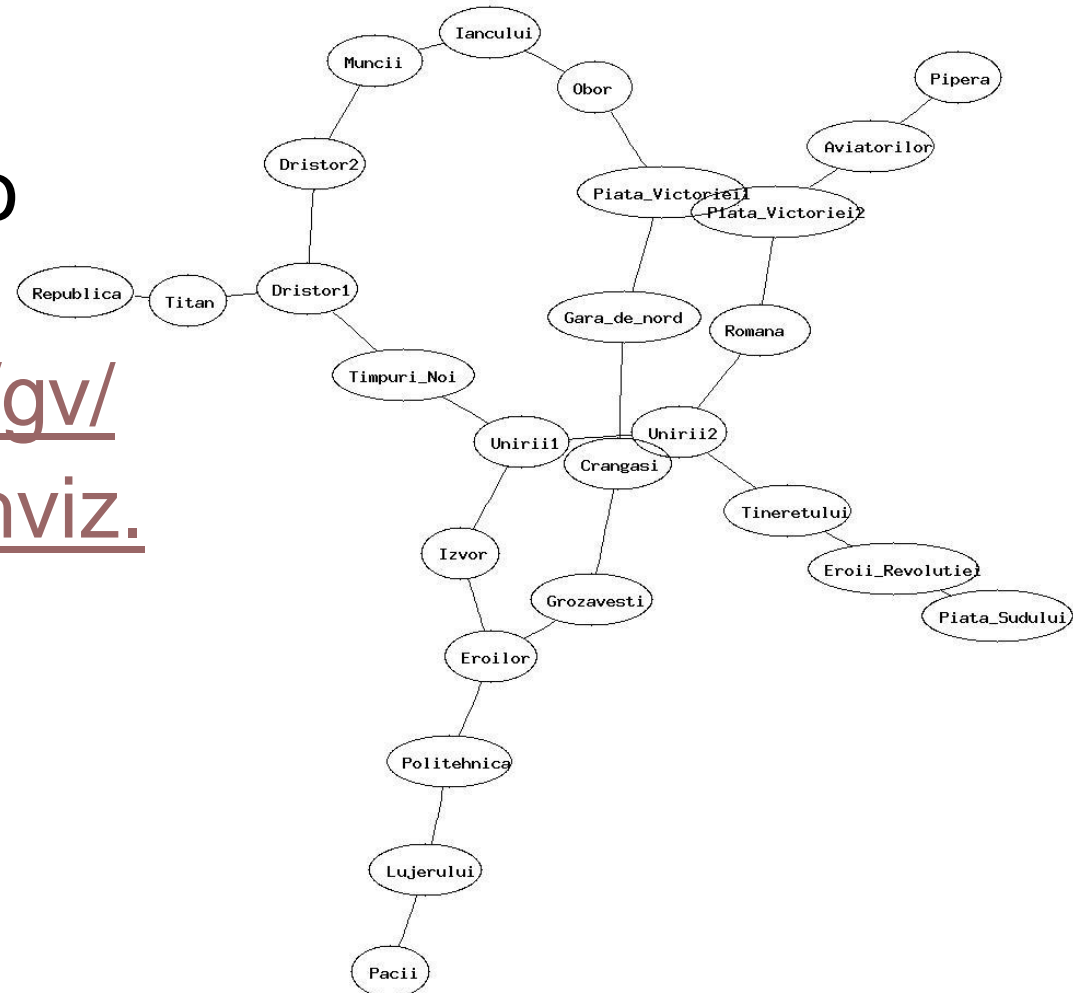 Iancului
Muncii
Pipera
Obor
Aviatorilor
Dristor2
Piata_Victoriei1
Piata_Victoriei2
Republica
Titan
Dristor1
Gara_de_nord
Romana
Timpuri_Noi
/gv/
Unirii1
Unirii2
Crangasi
nviz.
Tineretului
Izvor
Eroii_Revolutiei
Grozavesti
Piata_Sudului
Eroilor
Politehnica
Lujerului
Pacii